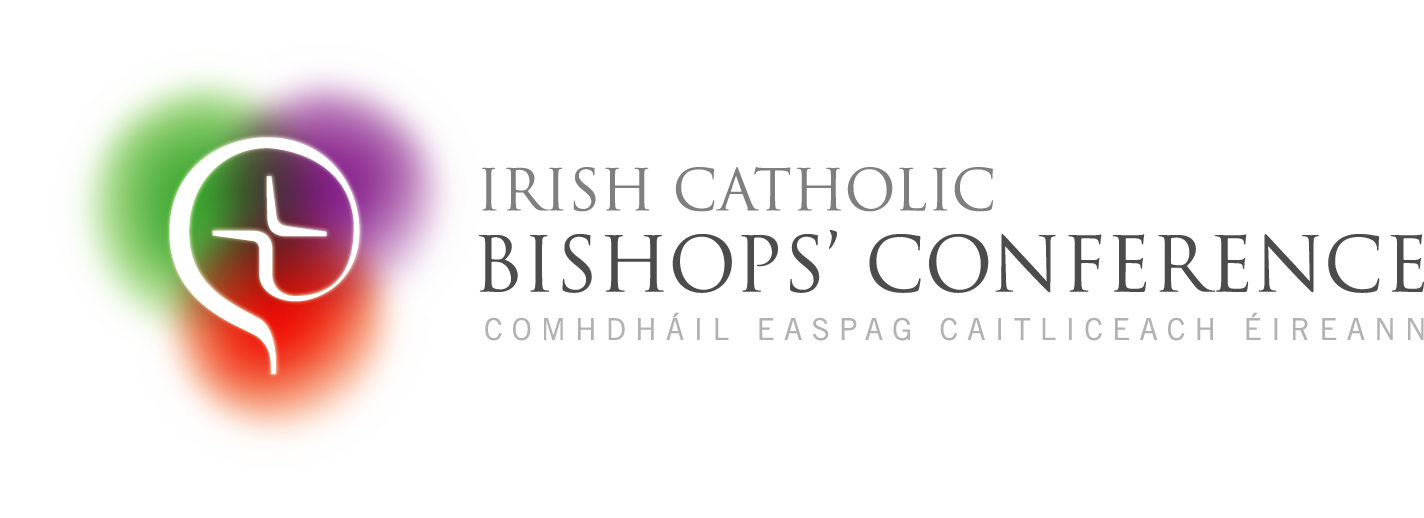 IRISH CATHOLIC
BISHOPS’ CONFERENCE
COMHDHÁIL EASPAG CAITLICEACH ÉIREANN